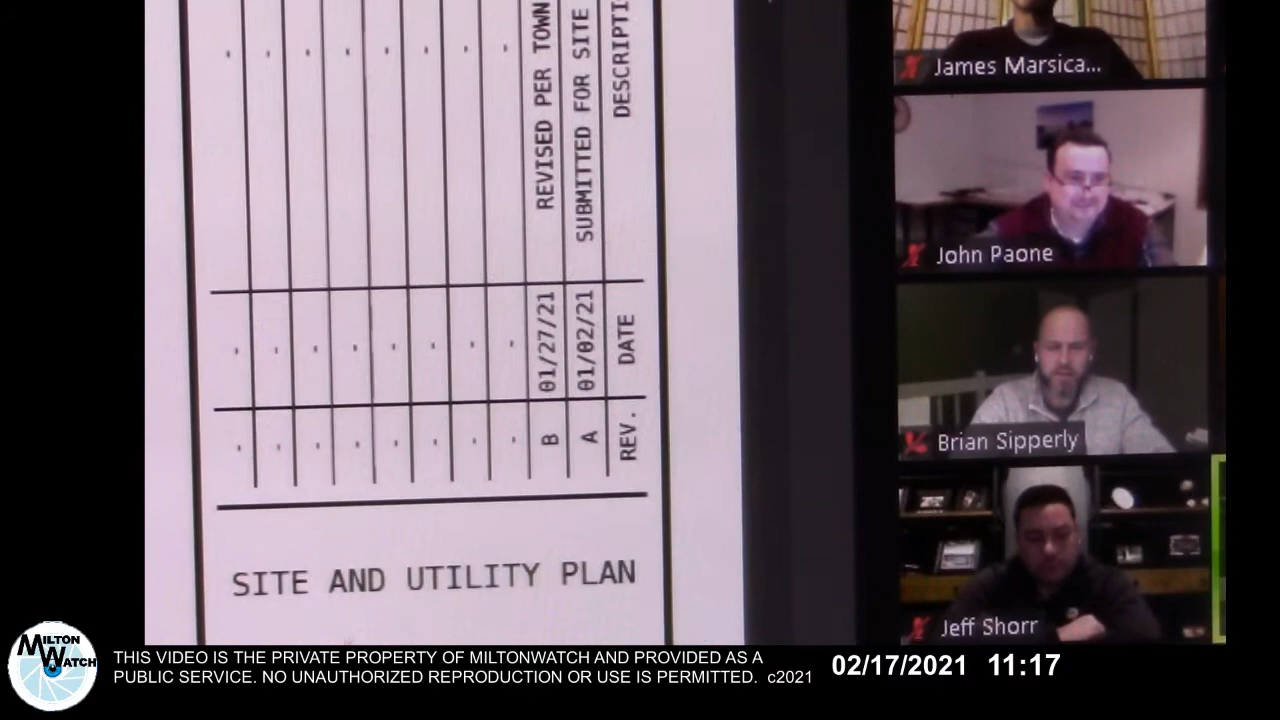 REVISED PER TOWN
SUBMITTED FOR SITE
DESCRIPTI
01/27/21
01/02/21
DATE
B
A
REV.
SITE AND UTILITY PLAN
James Marsica...
John Paone
Brian Sipperly
Jeff Shorr
MILTON
WATCH
THIS VIDEO IS THE PRIVATE PROPERTY OF MILTONWATCH AND PROVIDED AS A
PUBLIC SERVICE. NO UNAUTHORIZED REPRODUCTION OR USE IS PERMITTED. c2021
02/17/2021 11:17